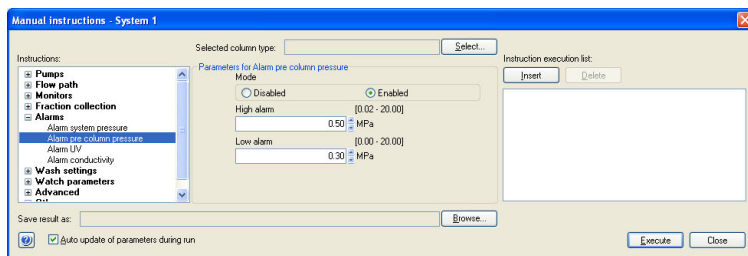 Manual instructions - System 1
Selected column type:
Select...
Instructions:
Pumps
Flow path
Monitors
Fraction collection
Alarms
Alarm system pressure
Alarm pre column pressure
Alarm UV
Alarm conductivity
Wash settings
Watch parameters
Advanced
Parameters for Alarm pre column pressure
Mode
Disabled Enabled
High alarm [0.02 - 20.00]
0.50 MPa
Low alarm [0.00 - 20.00]
0.30 MPa
Instruction execution list:
Insert Delete
Save result as:
Browse...
Auto update of parameters during run
Execute Close